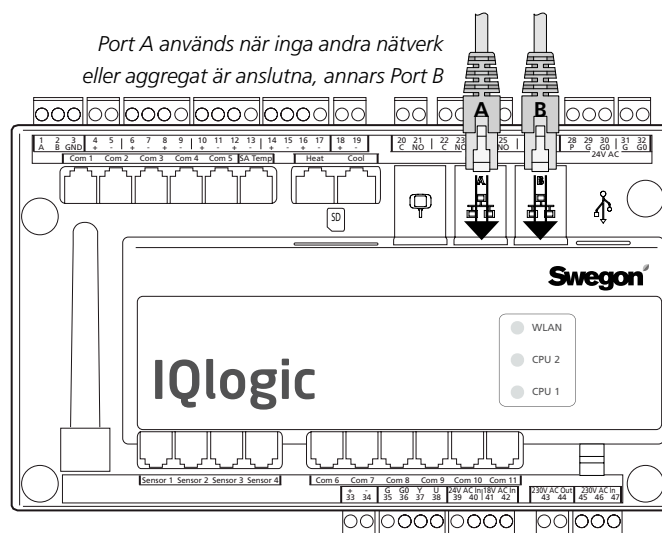 Port A används när inga andra nätverk
eller aggregat är anslutna, annars Port B
A B
1 2 3 4 5 6 7 8 9 10 11 12 13 14 15 16 17 18 19 20 21 22 23 25 28 29 30 31 32
A B GND + - + - + - + - + - + - + - C NO C NO NO P G G0 G G0
24V AC
Com 1 Com 2 Com 3 Com 4 Com 5 SA Temp Heat Cool
A B
SD
Swegon
WLAN
CPU 2
CPU 1
IQlogic
Sensor 1 Sensor 2 Sensor 3 Sensor 4 Com 6 Com 7 Com 8 Com 9 Com 10 Com 11
+ - G G0 Y U 24V AC In 18V AC In 230V AC Out 230V AC In
33 34 35 36 37 38 39 40 41 42 43 44 45 46 47